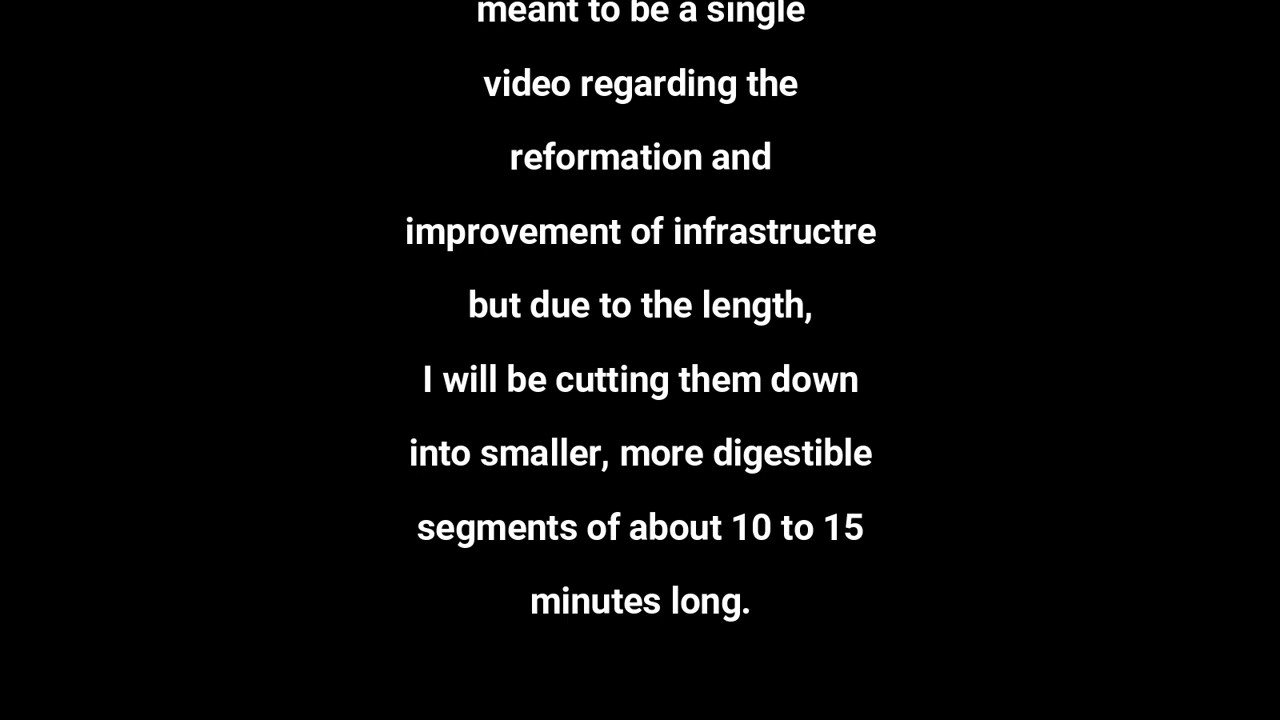 meant to be a single
video regarding the
reformation and
improvement of infrastructre
but due to the length,
I will be cutting them down
into smaller, more digestible
segments of about 10 to 15
minutes long.